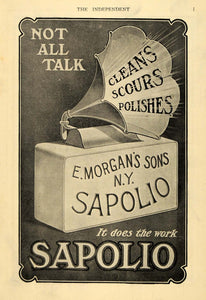 THE INDEPENDENT
NOT
ALL
TALK
CLEANS
SCOURS
POLISHES
E. MORGAN'S SONS
N.Y.
SAPOLIO
It does the work
SAPOLIO